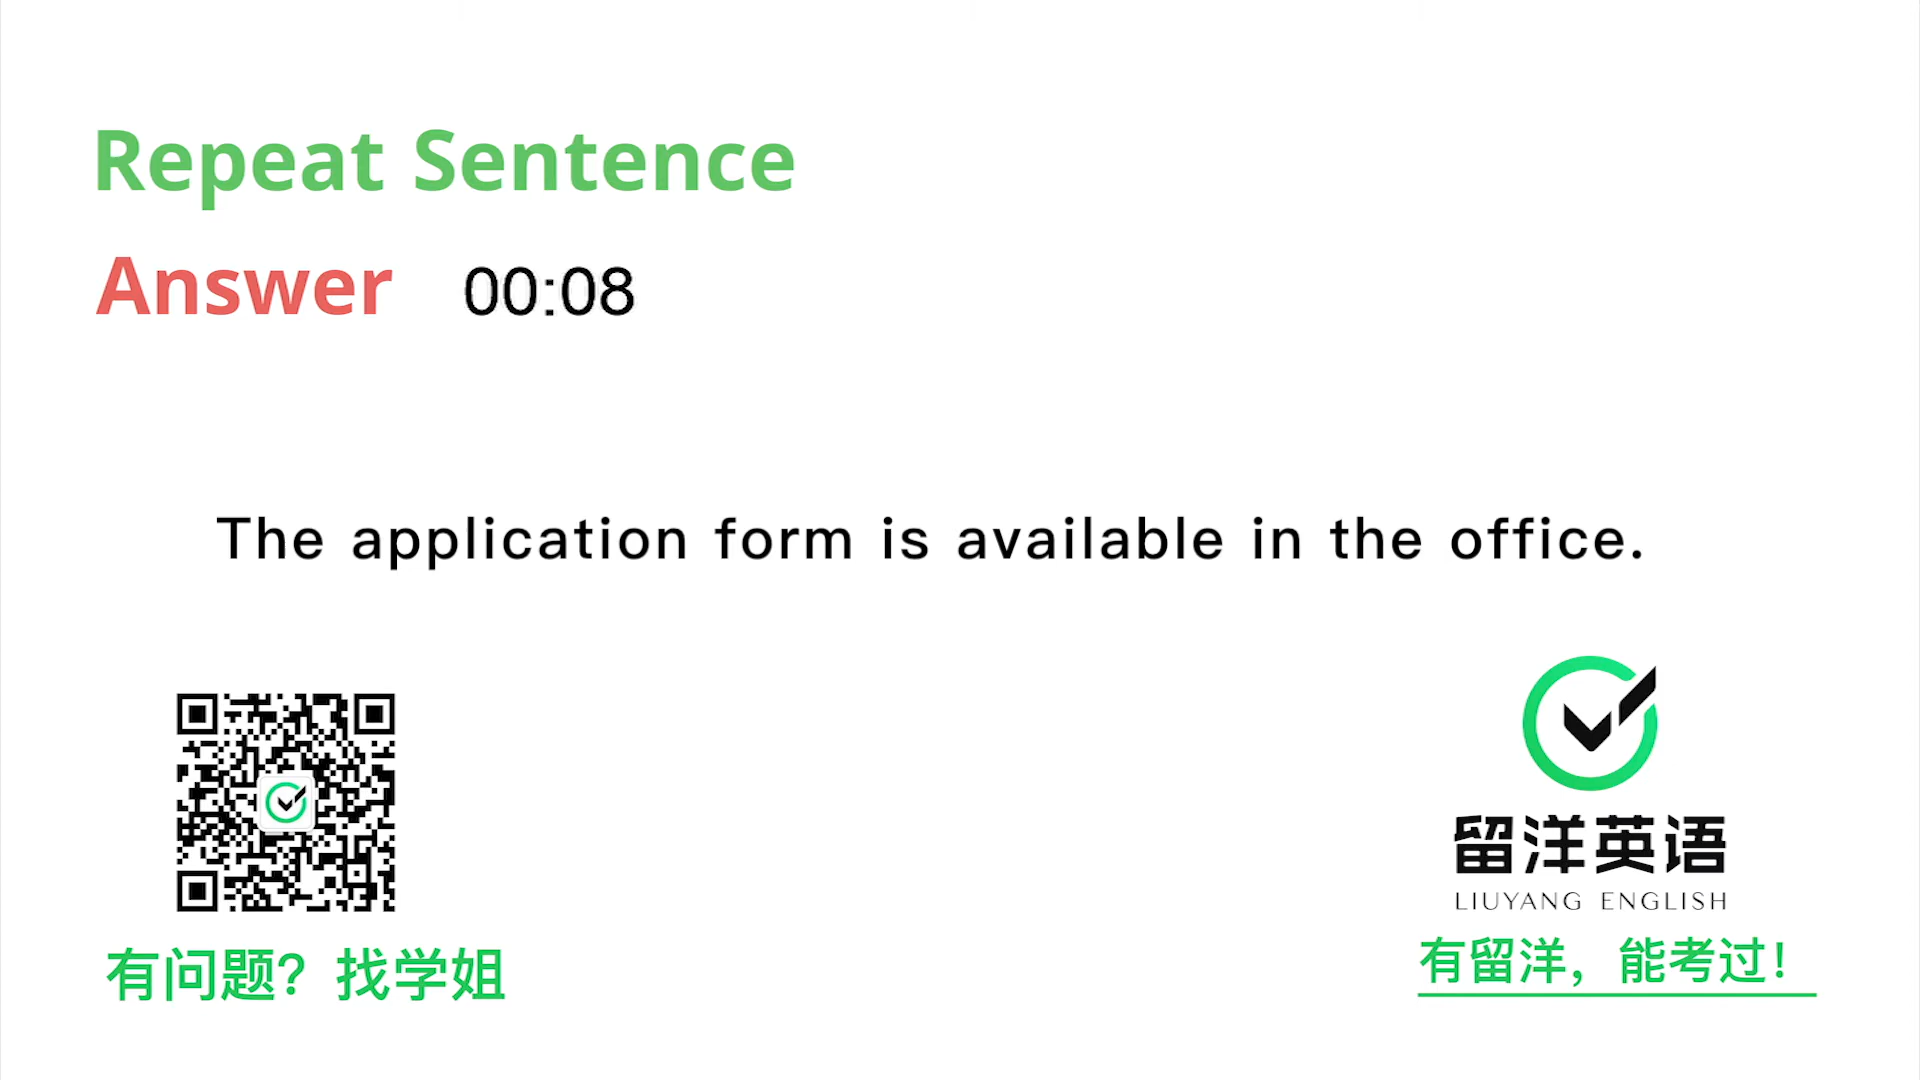 Repeat Sentence
Answer 00:08
The application form is available in the office.
留洋英语
LIUYANG ENGLISH
有问题？找学姐
有留洋，能考过！